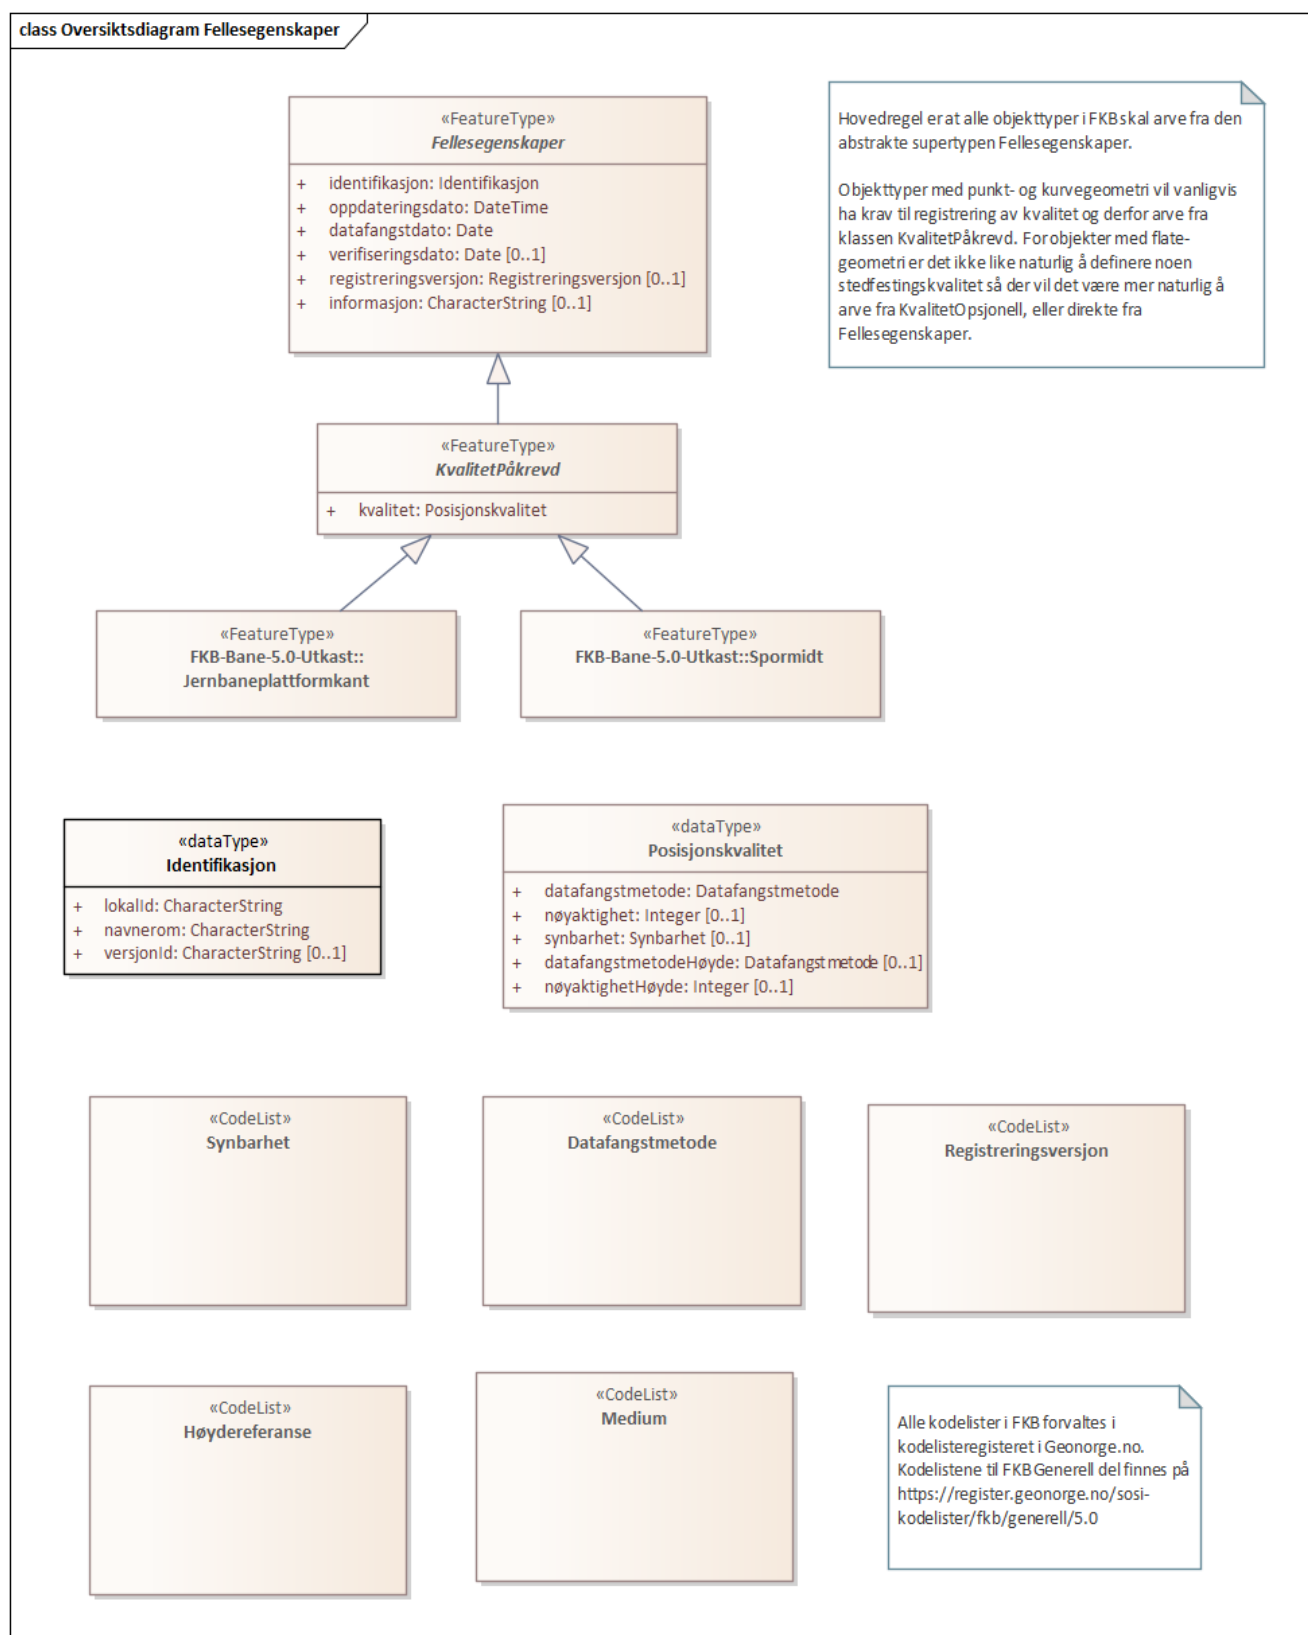 class Oversiktsdiagram Fellesegenskaper
«FeatureType»
Fellesegenskaper
+ identifikasjon: Identifikasjon
+ oppdateringsdato: DateTime
+ datafangstdato: Date
+ verifiseringsdato: Date [0..1]
+ registreringsversjon: Registreringsversjon [0..1]
+ informasjon: CharacterString [0..1]
Hovedregel er at alle objekttyper i FKB skal arve fra den
abstrakte supertypen Fellesegenskaper.
Objekttyper med punkt- og kurvegeometri vil vanligvis
ha krav til registrering av kvalitet og derfor arve fra
klassen KvalitetPåkrevd. For objekter med flate-
geometri er det ikke like naturlig å definere noen
stedfestingskvalitet så der vil det være mer naturlig å
arve fra KvalitetOpsjonell, eller direkte fra
Fellesegenskaper.
«FeatureType»
KvalitetPåkrevd
+ kvalitet: Posisjonskvalitet
«FeatureType»
FKB-Bane-5.0-Utkast::
Jernbaneplattformkant
«FeatureType»
FKB-Bane-5.0-Utkast::Spormidt
«dataType»
Identifikasjon
+ lokalId: CharacterString
+ navnerom: CharacterString
+ versjonId: CharacterString [0..1]
«dataType»
Posisjonskvalitet
+ datafangstmetode: Datafangstmetode
+ nøyaktighet: Integer [0..1]
+ synbarhet: Synbarhet [0..1]
+ datafangstmetodeHøyde: Datafangstmetode [0..1]
+ nøyaktighetHøyde: Integer [0..1]
«CodeList»
Synbarhet
«CodeList»
Datafangstmetode
«CodeList»
Registreringsversjon
«CodeList»
Høydereferanse
«CodeList»
Medium
Alle kodelister i FKB forvaltes i
kodelisteregisteret i Geonorge.no.
Kodelistene til FKB Generell del finnes på
https://register.geonorge.no/sosi-
kodelister/fkb/generell/5.0